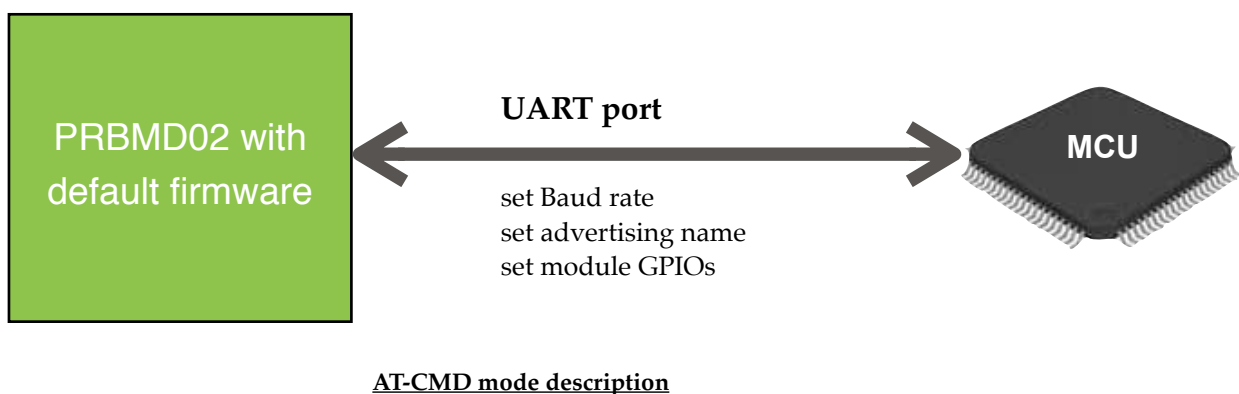 PRBMD02 with
default firmware
UART port
set Baud rate
set advertising name
set module GPIOs
MCU
AT-CMD mode description